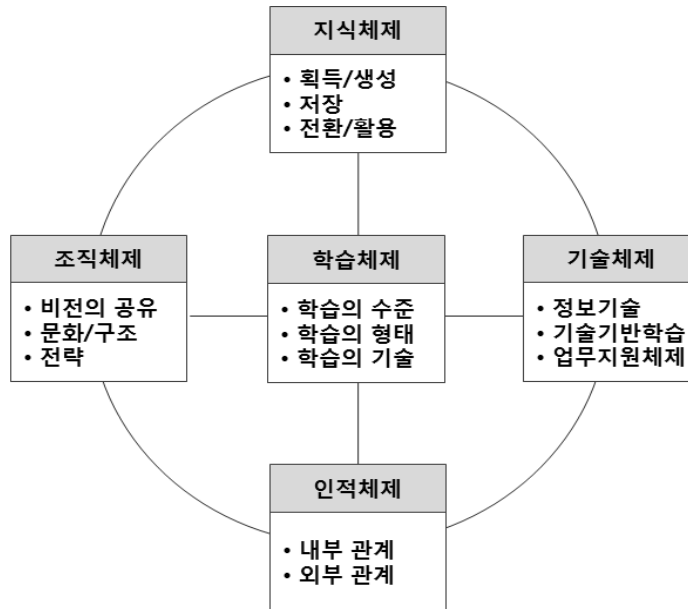 지식체제
• 획득/생성
• 저장
• 전환/활용
조직체제
• 비전의 공유
• 문화/구조
• 전략
학습체제
• 학습의 수준
• 학습의 형태
• 학습의 기술
기술체제
• 정보기술
• 기술기반학습
• 업무지원체제
인적체제
• 내부 관계
• 외부 관계